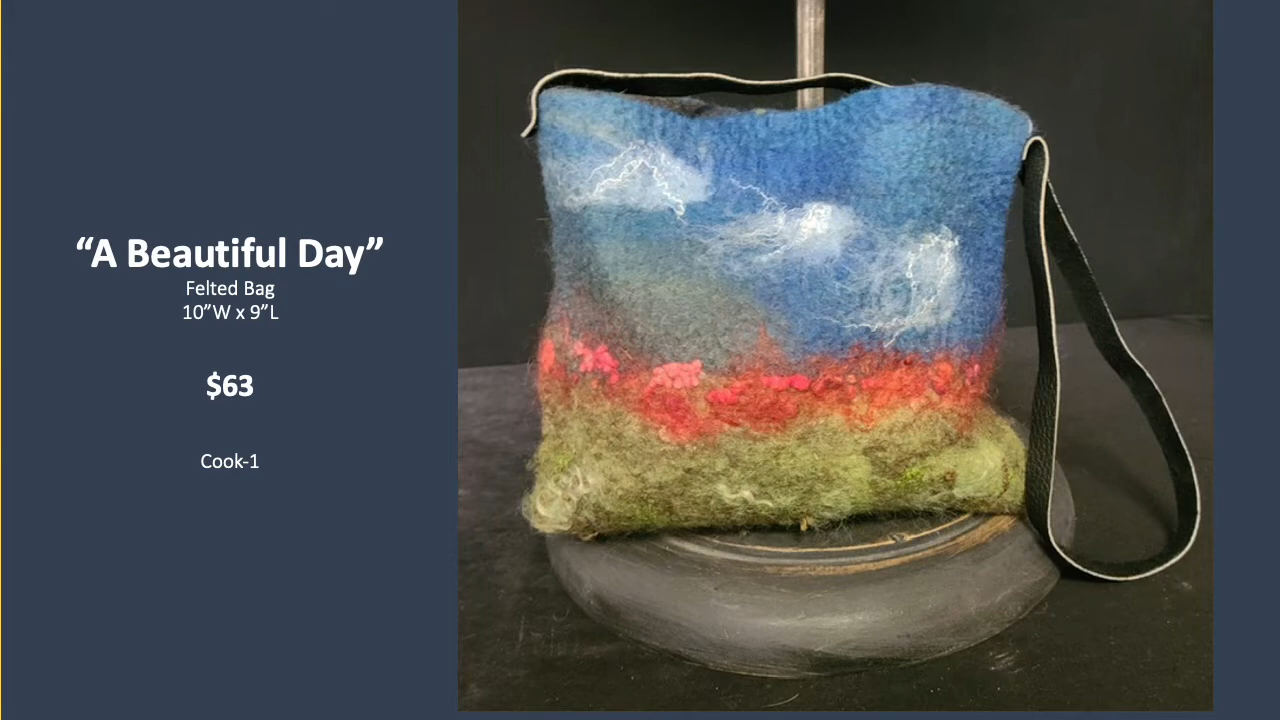 “A Beautiful Day”
Felted Bag
10”W x 9”L
$63
Cook-1